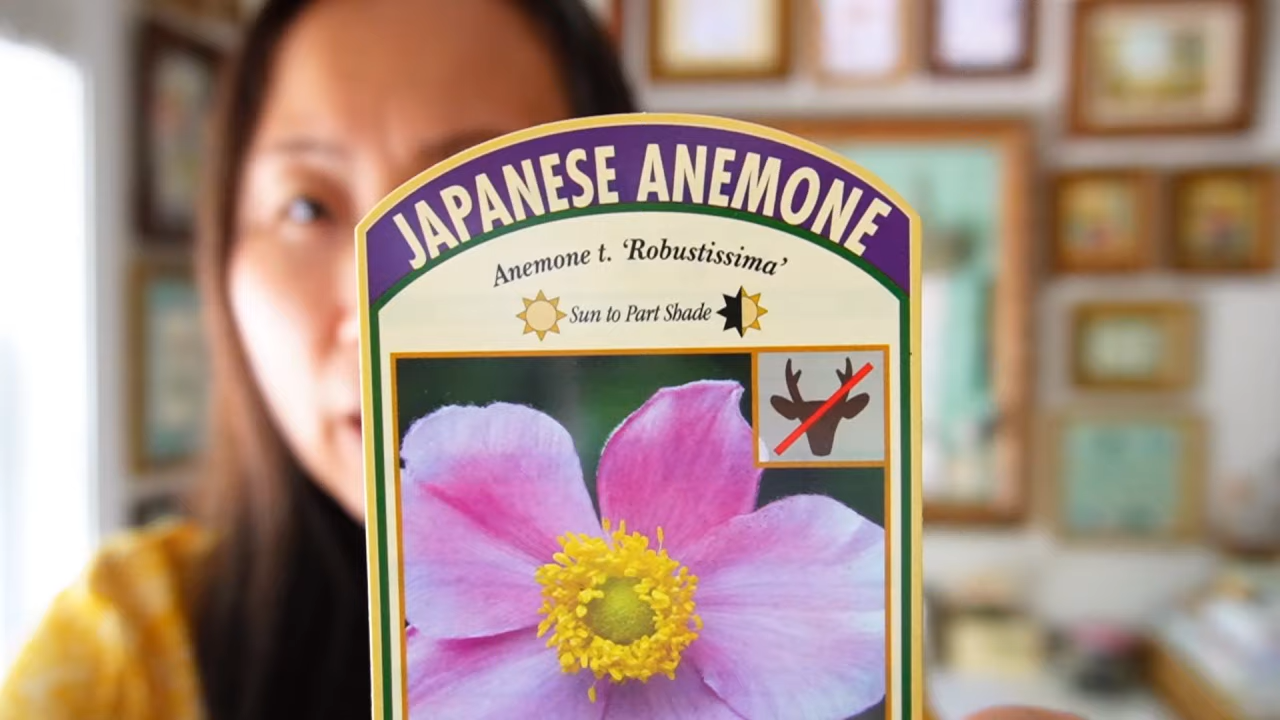 JAPANESE ANEMONE
Anemone t. ‘Robustissima’
Sun to Part Shade